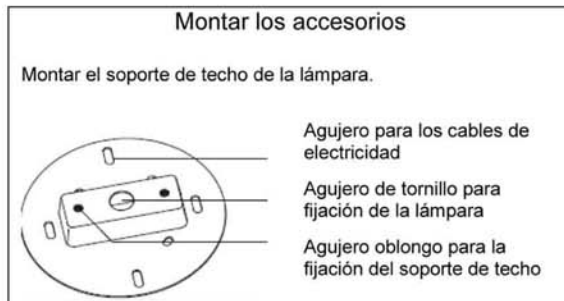 Montar los accesorios
Montar el soporte de techo de la lámpara.
Agujero para los cables de
electricidad
Agujero de tornillo para
fijación de la lámpara
Agujero oblongo para la
fijación del soporte de techo